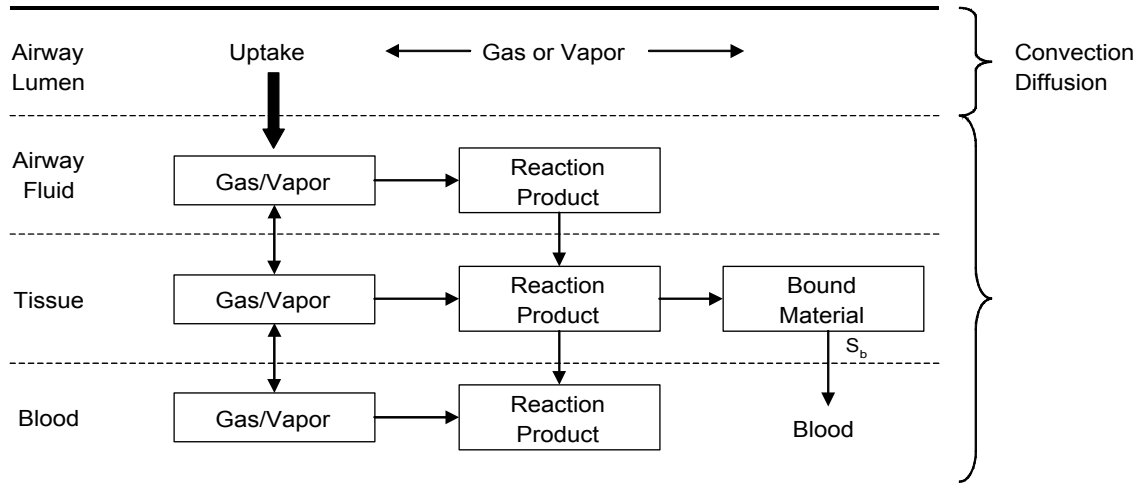 Airway
Lumen
Uptake
Gas or Vapor
Convection
Diffusion
Airway
Fluid
Gas/Vapor
Reaction
Product
Tissue
Gas/Vapor
Reaction
Product
Bound
Material
S_b
Blood
Gas/Vapor
Reaction
Product
Blood